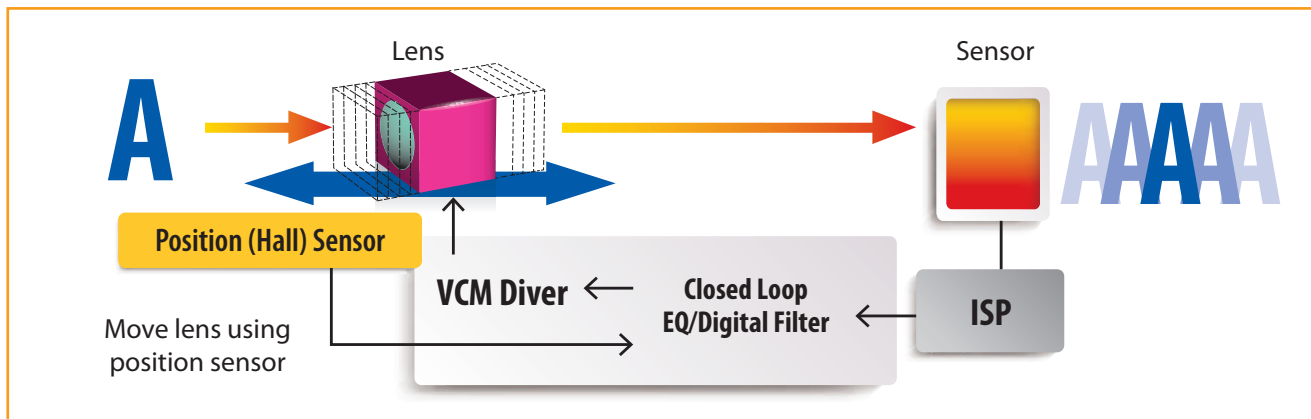 Lens
Sensor
A
AAAAA
Position (Hall) Sensor
VCM Diver
Closed Loop
EQ/Digital Filter
ISP
Move lens using
position sensor